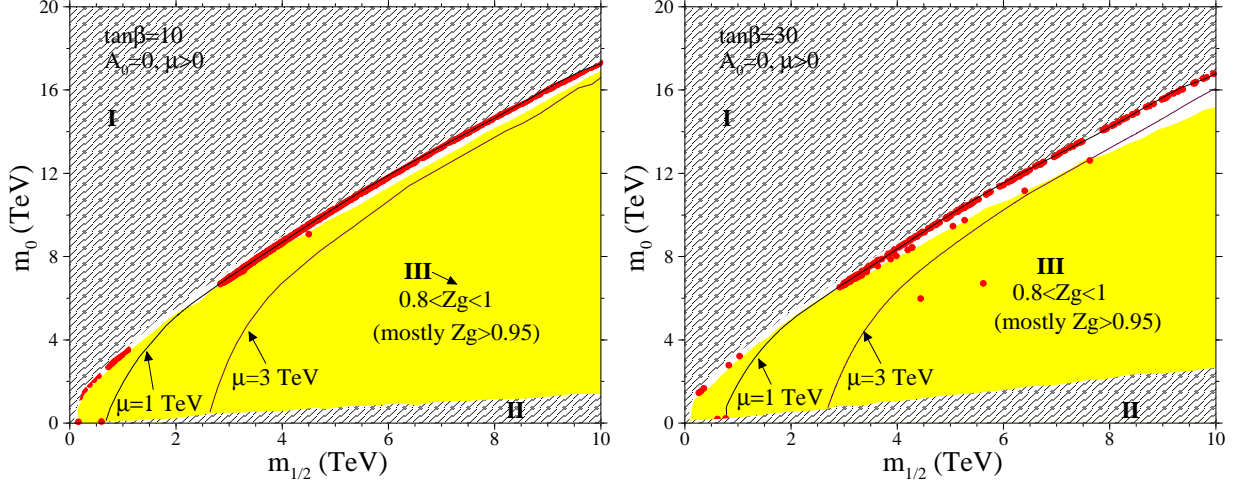 tanβ=10
A₀=0, μ>0
I
III
0.8<Zg<1
(mostly Zg>0.95)
μ=3 TeV
μ=1 TeV
II
m₀ (TeV)
20
16
12
8
4
0
0 2 4 6 8 10
m₁/₂ (TeV)
tanβ=30
A₀=0, μ>0
I
III
0.8<Zg<1
(mostly Zg>0.95)
μ=3 TeV
μ=1 TeV
II
m₀ (TeV)
20
16
12
8
4
0
0 2 4 6 8 10
m₁/₂ (TeV)